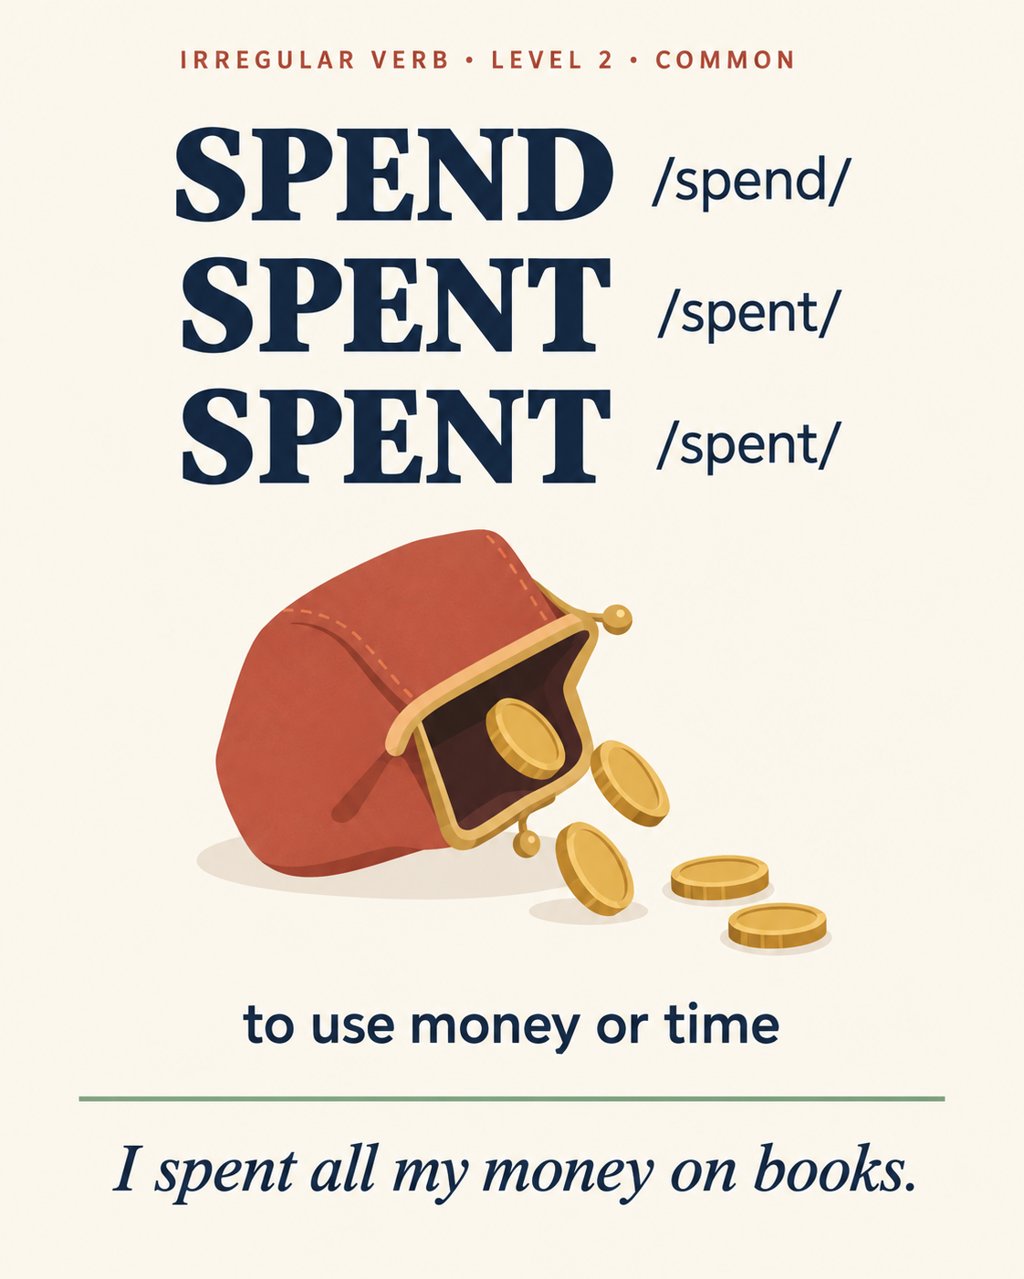 IRREGULAR VERB • LEVEL 2 • COMMON
SPEND /spend/
SPENT /spent/
SPENT /spent/
to use money or time
I spent all my money on books.